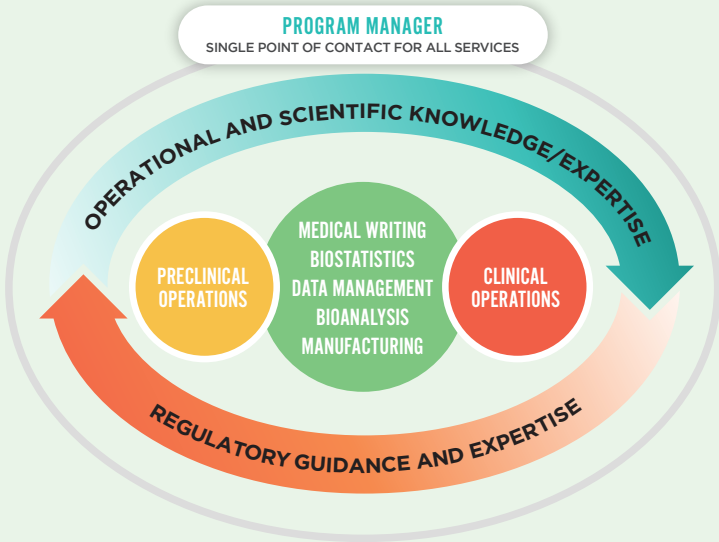 PROGRAM MANAGER
SINGLE POINT OF CONTACT FOR ALL SERVICES
OPERATIONAL AND SCIENTIFIC KNOWLEDGE/EXPERTISE
PRECLINICAL
OPERATIONS
MEDICAL WRITING
BIOSTATISTICS
DATA MANAGEMENT
BIOANALYSIS
MANUFACTURING
CLINICAL
OPERATIONS
REGULATORY GUIDANCE AND EXPERTISE